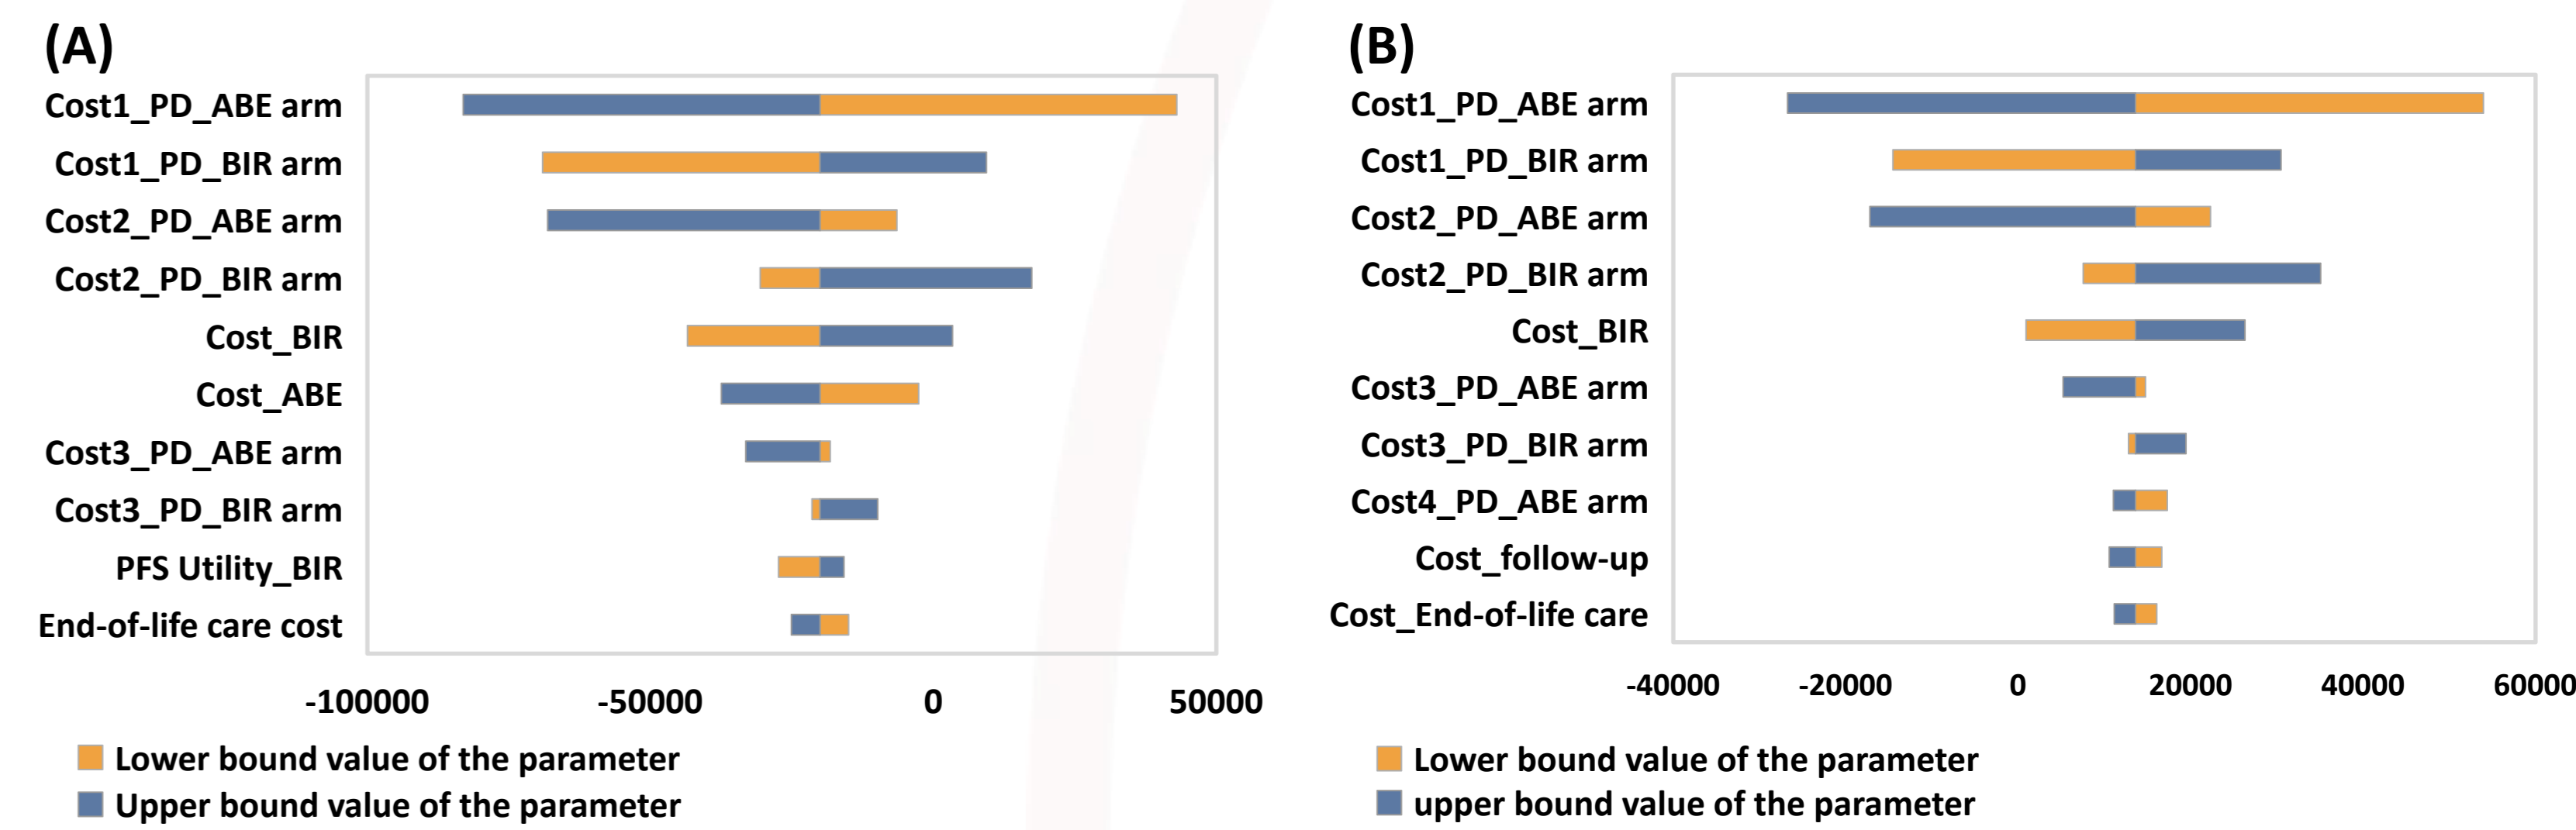 (A)
Cost1_PD_ABE arm
Cost1_PD_BIR arm
Cost2_PD_ABE arm
Cost2_PD_BIR arm
Cost_BIR
Cost_ABE
Cost3_PD_ABE arm
Cost3_PD_BIR arm
PFS Utility_BIR
End-of-life care cost
-100000 -50000 0 50000
Lower bound value of the parameter
Upper bound value of the parameter
(B)
Cost1_PD_ABE arm
Cost1_PD_BIR arm
Cost2_PD_ABE arm
Cost2_PD_BIR arm
Cost_BIR
Cost3_PD_ABE arm
Cost3_PD_BIR arm
Cost4_PD_ABE arm
Cost_follow-up
Cost_End-of-life care
-40000 -20000 0 20000 40000 60000
Lower bound value of the parameter
upper bound value of the parameter